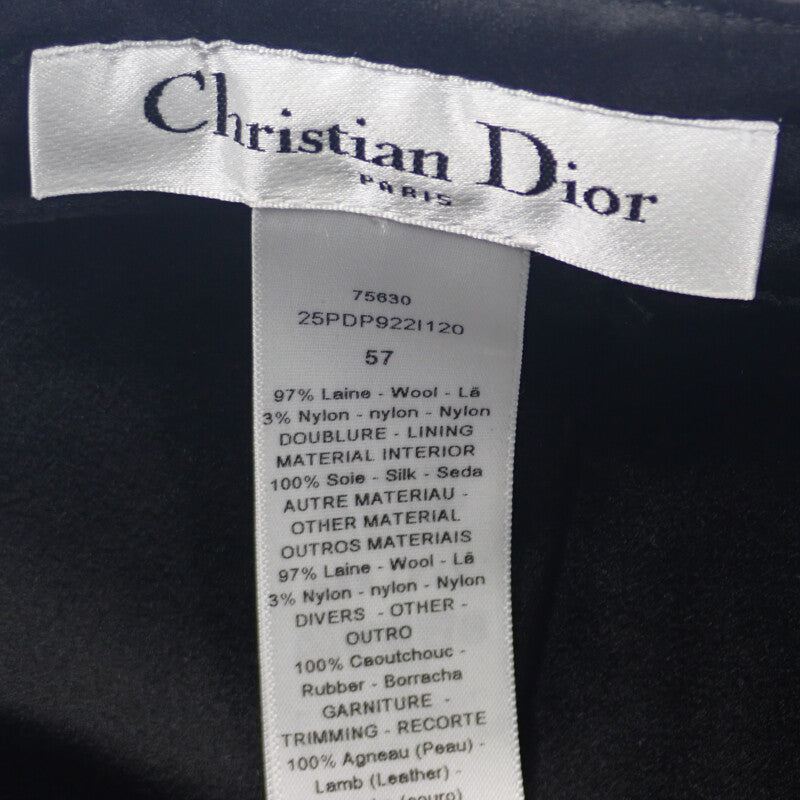 Christian Dior
PARIS
75630
25PDP922I120
57
97% Laine - Wool - Lã
3% Nylon - nylon - Nylon
DOUBLURE - LINING
MATERIAL INTERIOR
100% Soie - Silk - Seda
AUTRE MATERIAU -
OTHER MATERIAL
OUTROS MATERIAIS
97% Laine - Wool - Lã
3% Nylon - nylon - Nylon
DIVERS - OTHER -
OUTRO
100% Caoutchouc -
Rubber - Borracha
GARNITURE -
TRIMMING - RECORTE
100% Agneau (Peau) -
Lamb (Leather) -
(couro)